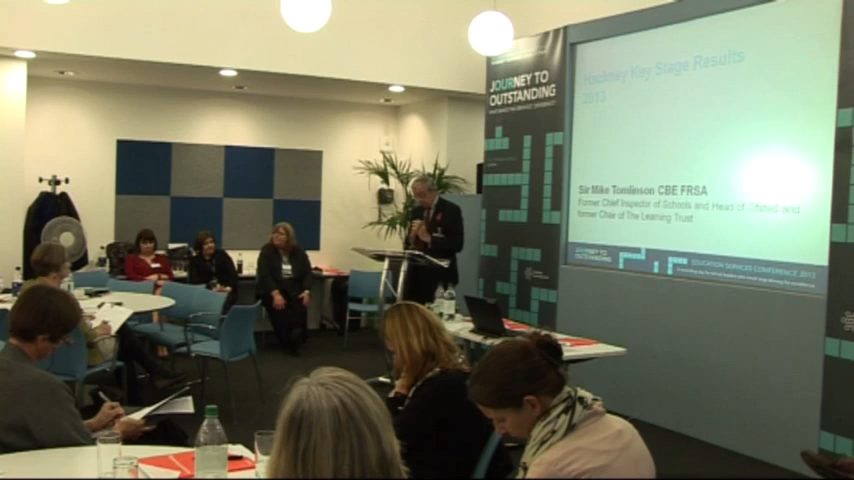 JOURNEY TO
OUTSTANDING
Hackney Key Stage Results
2013
Sir Mike Tomlinson CBE FRSA
Former Chief Inspector of Schools and Head of Ofsted and
former Chair of The Learning Trust
JOURNEY TO
OUTSTANDING
EDUCATION SERVICES CONFERENCE 2013